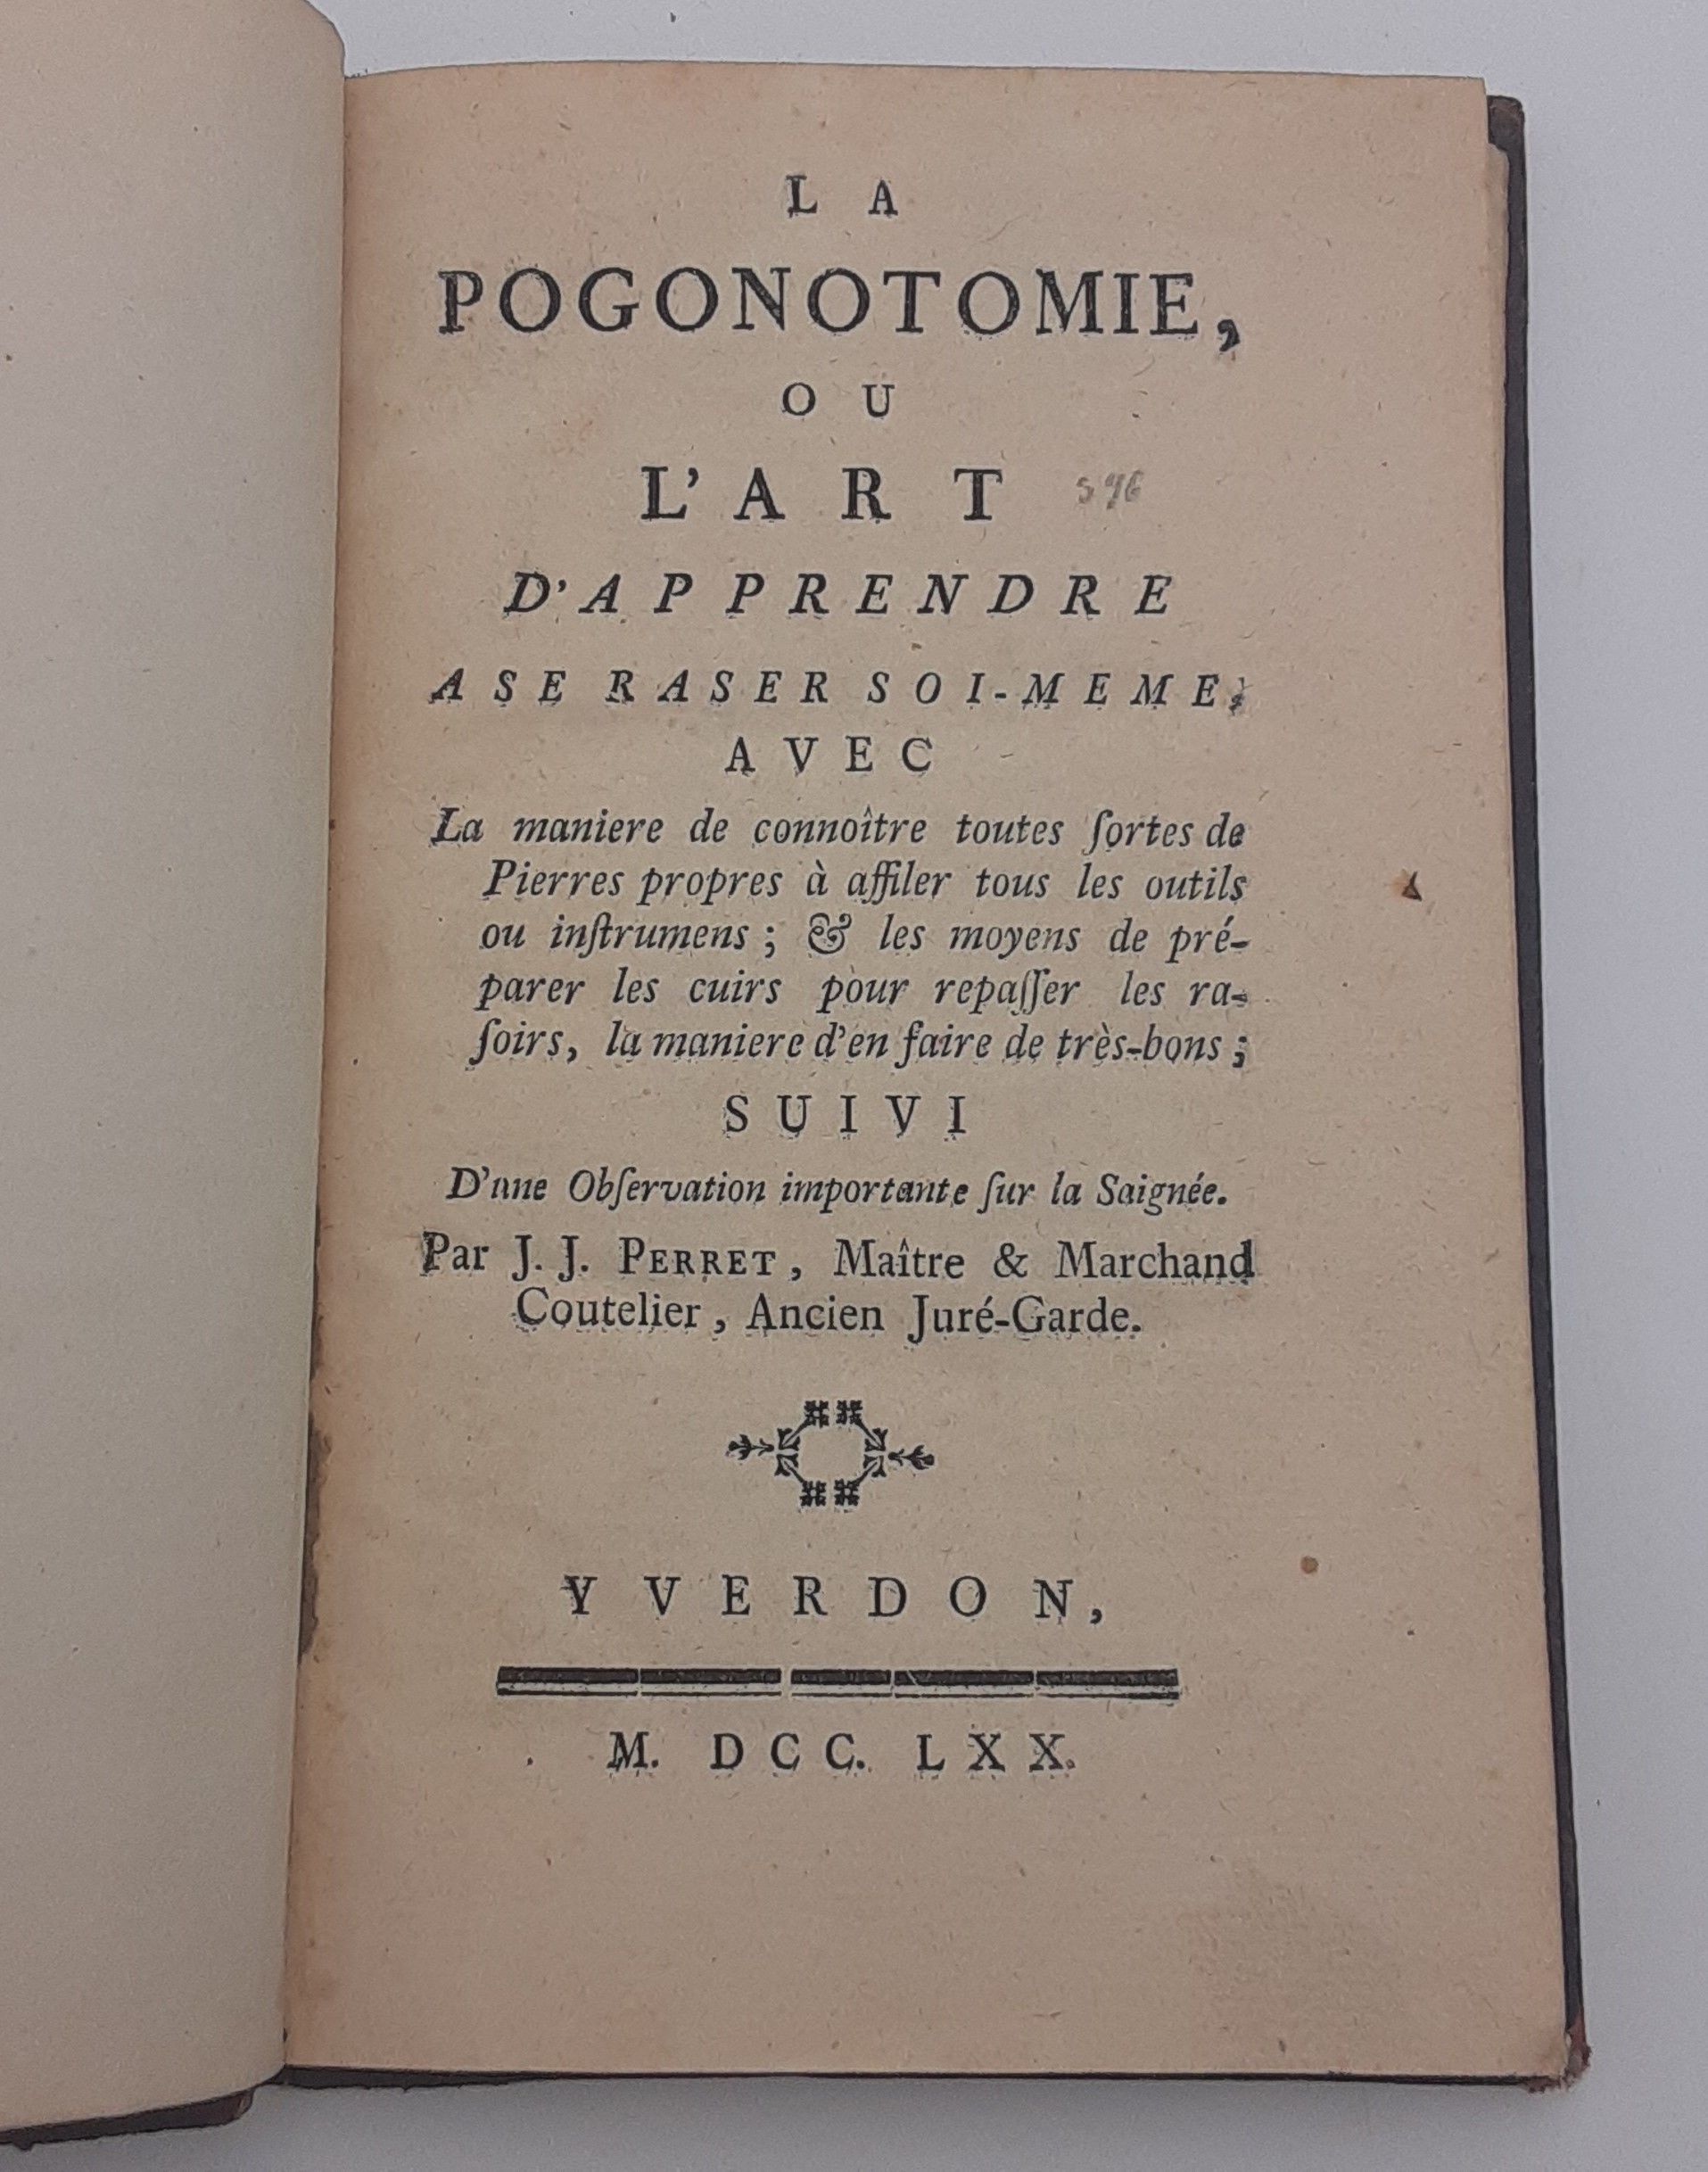 LA
POGONOTOMIE,
OU
L'ART
D'APPRENDRE
A SE RASER SOI-MEME,
AVEC
La maniere de connoître toutes ſortes de
Pierres propres à affiler tous les outils
ou inſtrumens ; & les moyens de pré-
parer les cuirs pour repaſſer les ra-
ſoirs, la maniere d'en faire de très-bons ;
SUIVI
D'une Obſervation importante ſur la Saignée.
Par J. J. PERRET, Maître & Marchand
Coutelier, Ancien Juré-Garde.
YVERDON,
M. DCC. LXX.